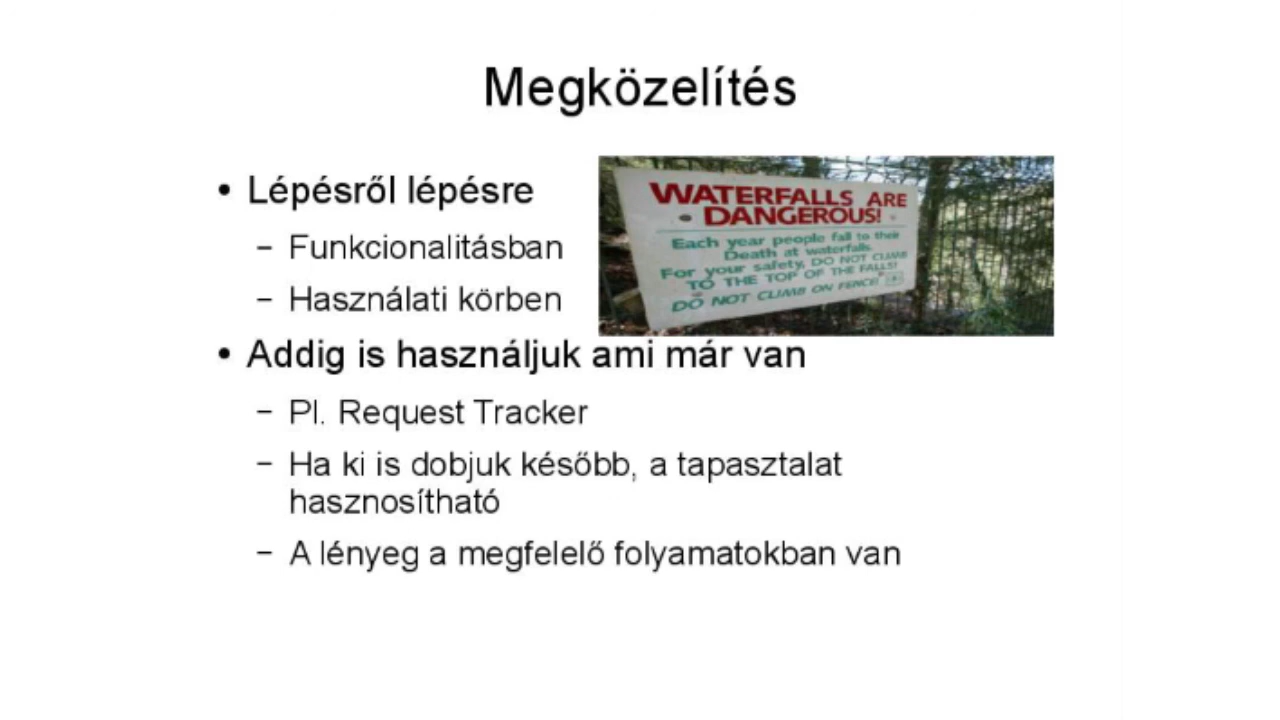 Megközelítés
• Lépésről lépésre
– Funkcionalitásban
– Használati körben
WATERFALLS ARE
DANGEROUS!
Each year people fall to their
Death at waterfalls.
For your safety, DO NOT CLIMB
TO THE TOP OF THE FALLS!
DO NOT CLIMB ON FENCE!
• Addig is használjuk ami már van
– Pl. Request Tracker
– Ha ki is dobjuk később, a tapasztalat
hasznosítható
– A lényeg a megfelelő folyamatokban van